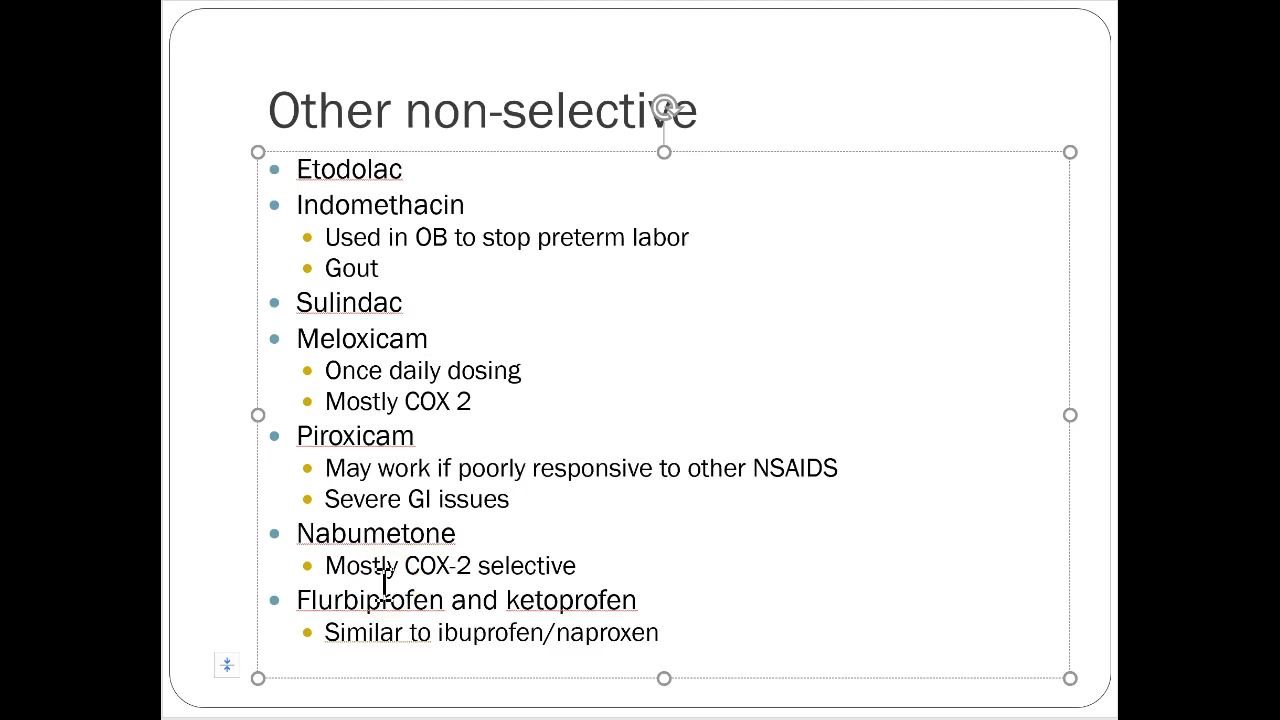 Other non-selective
Etodolac
Indomethacin
Used in OB to stop preterm labor
Gout
Sulindac
Meloxicam
Once daily dosing
Mostly COX 2
Piroxicam
May work if poorly responsive to other NSAIDS
Severe GI issues
Nabumetone
Mostly COX-2 selective
Flurbiprofen and ketoprofen
Similar to ibuprofen/naproxen